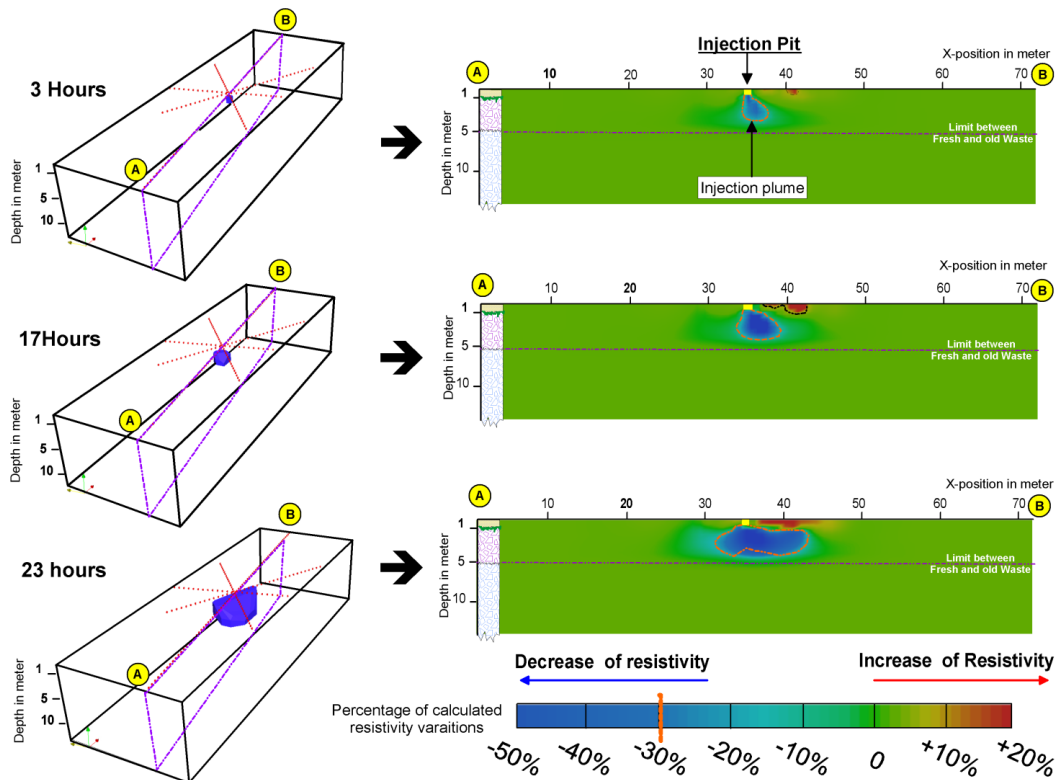 3 Hours
B
A
Depth in meter
1
5
10
Injection Pit
X-position in meter
A
10 20 30 40 50 60 70
B
Depth in meter
1
5
10
Limit between
Fresh and old Waste
Injection plume
17Hours
B
A
Depth in meter
1
5
10
X-position in meter
A
10 20 30 40 50 60 70
B
Depth in meter
1
5
10
Limit between
Fresh and old Waste
23 hours
B
A
Depth in meter
1
5
10
X-position in meter
A
10 20 30 40 50 60 70
B
Depth in meter
1
5
10
Limit between
Fresh and old Waste
Decrease of resistivity
Increase of Resistivity
Percentage of calculated
resistivity varaitions
-50% -40% -30% -20% -10% 0 +10% +20%